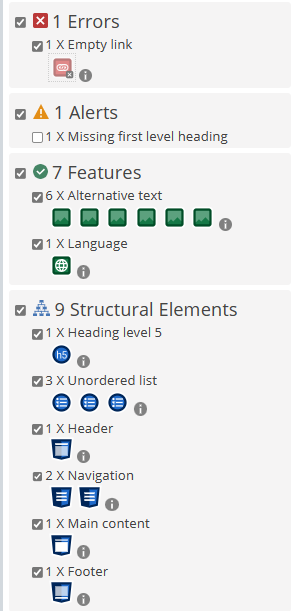 1 Errors
1 X Empty link
1 Alerts
1 X Missing first level heading
7 Features
6 X Alternative text
1 X Language
9 Structural Elements
1 X Heading level 5
h5
3 X Unordered list
1 X Header
2 X Navigation
1 X Main content
1 X Footer